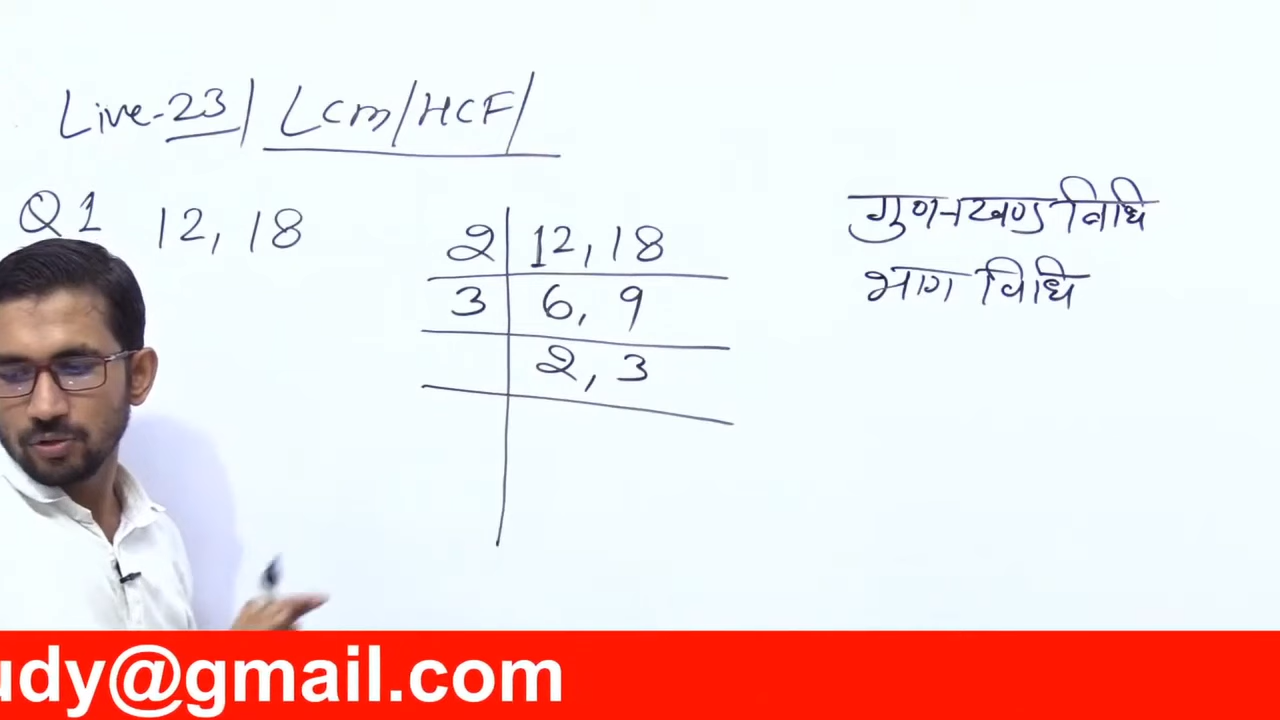 Live-23/ LCM/HCF/
Q1 12, 18
2 12, 18
3 6, 9
2, 3
गुणनखण्ड विधि
भाग विधि
udy@gmail.com